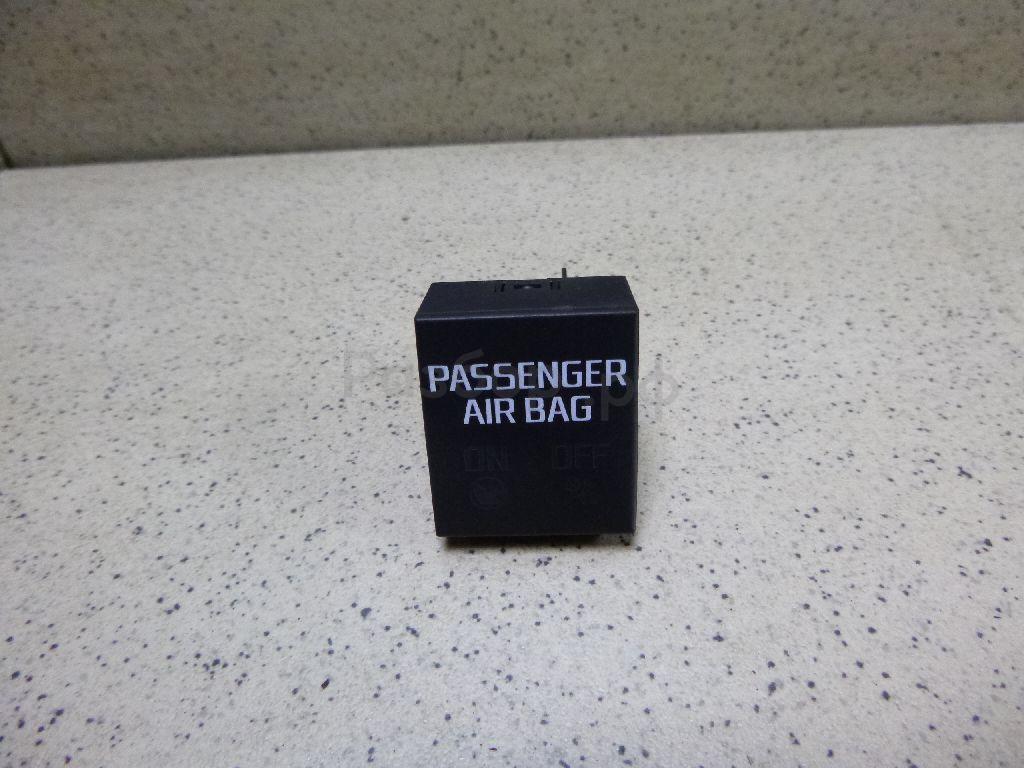 PASSENGER
AIR BAG
ON OFF